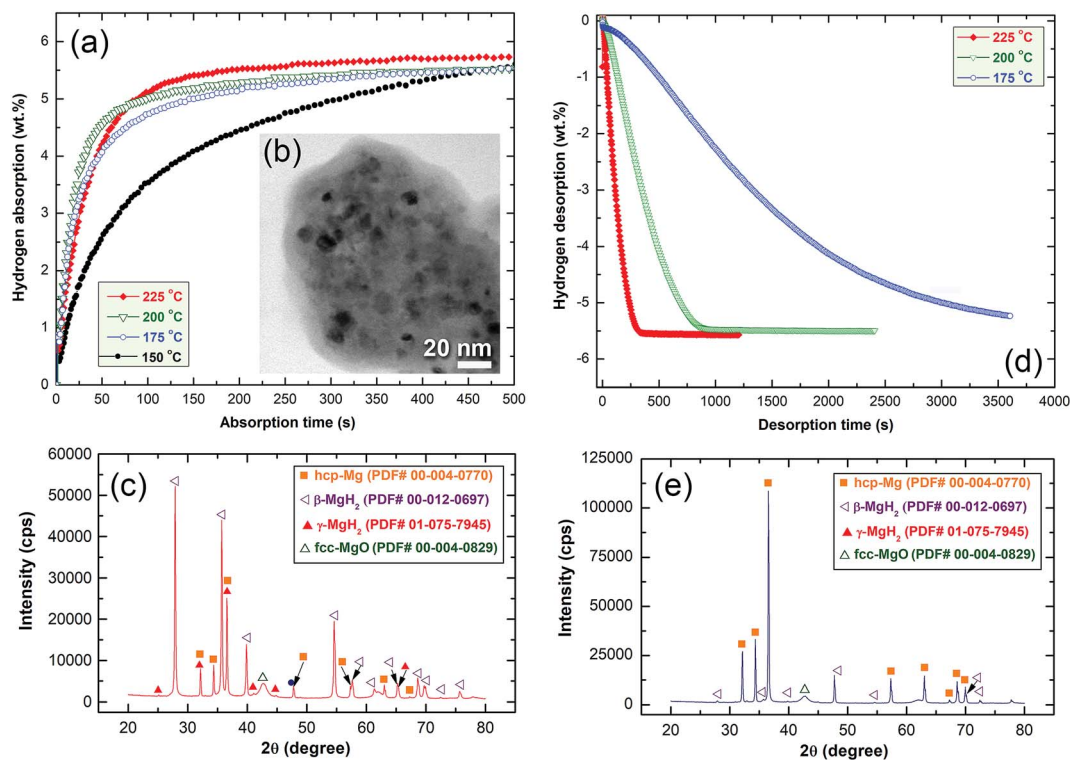 (a)
6
5
4
3
2
1
0
Hydrogen absorption (wt.%)
225 °C
200 °C
175 °C
150 °C
(b)
20 nm
0 50 100 150 200 250 300 350 400 450 500
Absorption time (s)
0
-1
-2
-3
-4
-5
-6
Hydrogen desorption (wt.%)
225 °C
200 °C
175 °C
(d)
0 500 1000 1500 2000 2500 3000 3500 4000
Desorption time (s)
60000
50000
40000
30000
20000
10000
0
Intensity (cps)
(c)
hcp-Mg (PDF# 00-004-0770)
β-MgH₂ (PDF# 00-012-0697)
γ-MgH₂ (PDF# 01-075-7945)
fcc-MgO (PDF# 00-004-0829)
20 30 40 50 60 70 80
2θ (degree)
125000
100000
75000
50000
25000
0
Intensity (cps)
(e)
hcp-Mg (PDF# 00-004-0770)
β-MgH₂ (PDF# 00-012-0697)
γ-MgH₂ (PDF# 01-075-7945)
fcc-MgO (PDF# 00-004-0829)
20 30 40 50 60 70 80
2θ (degree)